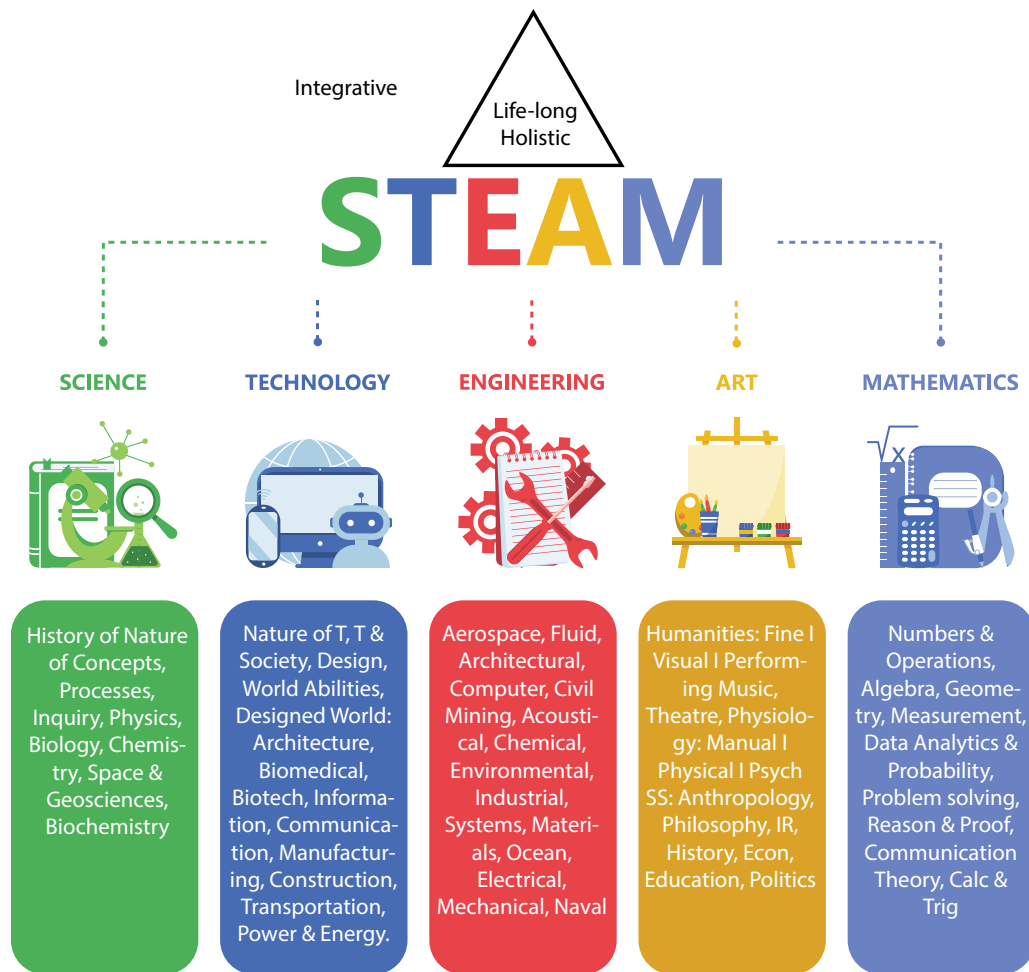 Integrative
Life-long
Holistic
STEAM
SCIENCE
TECHNOLOGY
ENGINEERING
ART
MATHEMATICS
X
History of Nature
of Concepts,
Processes,
Inquiry, Physics,
Biology, Chemis-
try, Space &
Geosciences,
Biochemistry
Nature of T, T &
Society, Design,
World Abilities,
Designed World:
Architecture,
Biomedical,
Biotech, Informa-
tion, Communica-
tion, Manufactur-
ing, Construction,
Transportation,
Power & Energy.
Aerospace, Fluid,
Architectural,
Computer, Civil
Mining, Acousti-
cal, Chemical,
Environmental,
Industrial,
Systems, Materi-
als, Ocean,
Electrical,
Mechanical, Naval
Humanities: Fine I
Visual I Perform-
ing Music,
Theatre, Physiolo-
gy: Manual I
Physical I Psych
SS: Anthropology,
Philosophy, IR,
History, Econ,
Education, Politics
Numbers &
Operations,
Algebra, Geome-
try, Measurement,
Data Analytics &
Probability,
Problem solving,
Reason & Proof,
Communication
Theory, Calc &
Trig